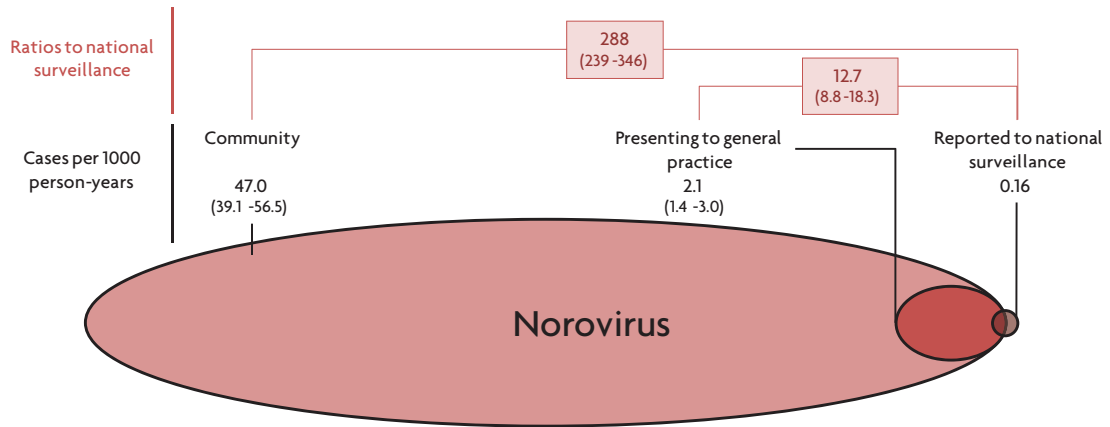 Ratios to national
surveillance
288
(239 -346)
12.7
(8.8 -18.3)
Cases per 1000
person-years
Community
47.0
(39.1 -56.5)
Presenting to general
practice
2.1
(1.4 -3.0)
Reported to national
surveillance
0.16
Norovirus